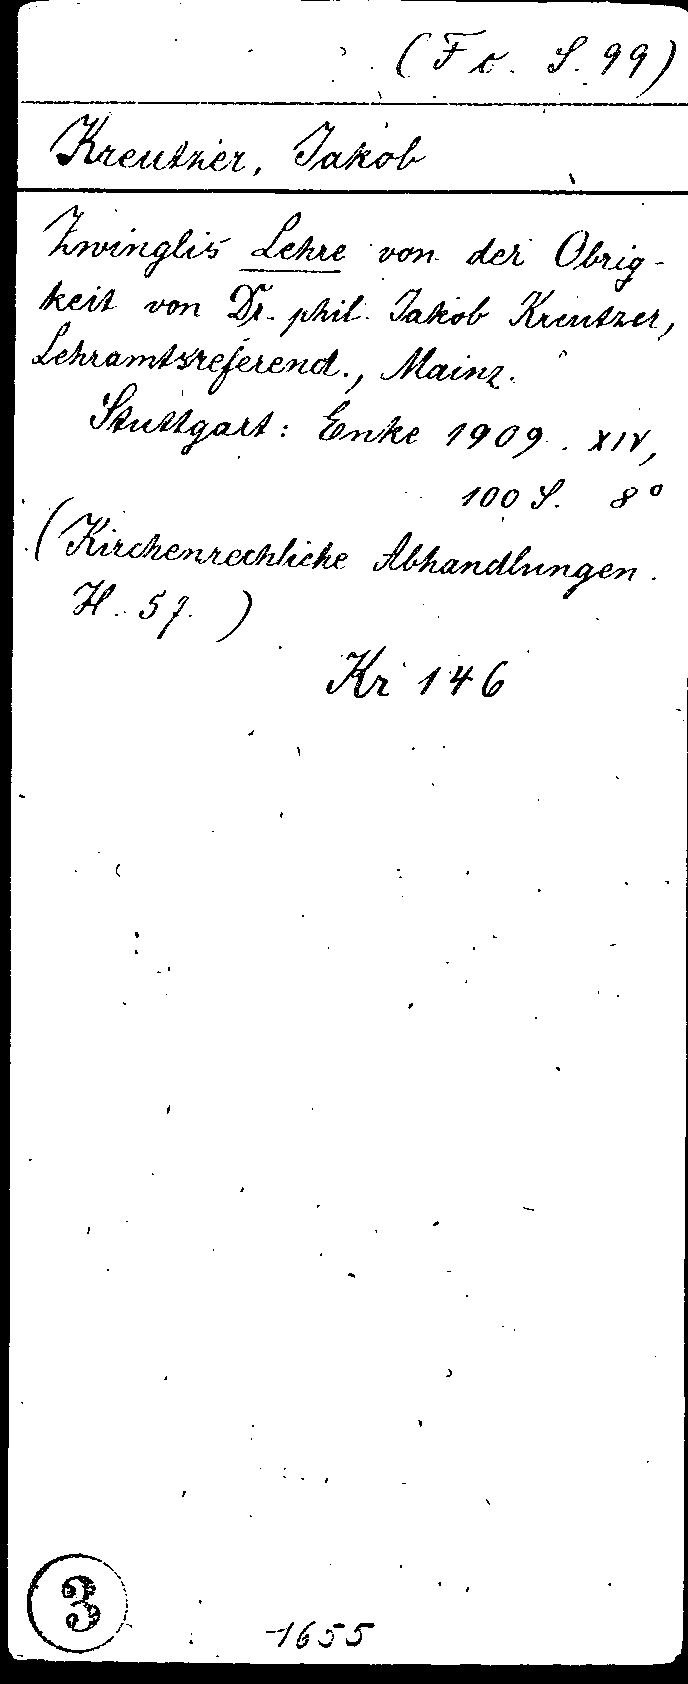 (Fc. S. 99)
Kreutzer, Jakob
Zwinglis Lehre von der Obrig-
keit von Dr. phil. Jakob Kreutzer,
Lehramtsreferend., Mainz.
Stuttgart: Enke 1909. XIV,
100 S. 8°
(Kirchenrechliche Abhandlungen.
H. 57.)
Kr 146
3
1655